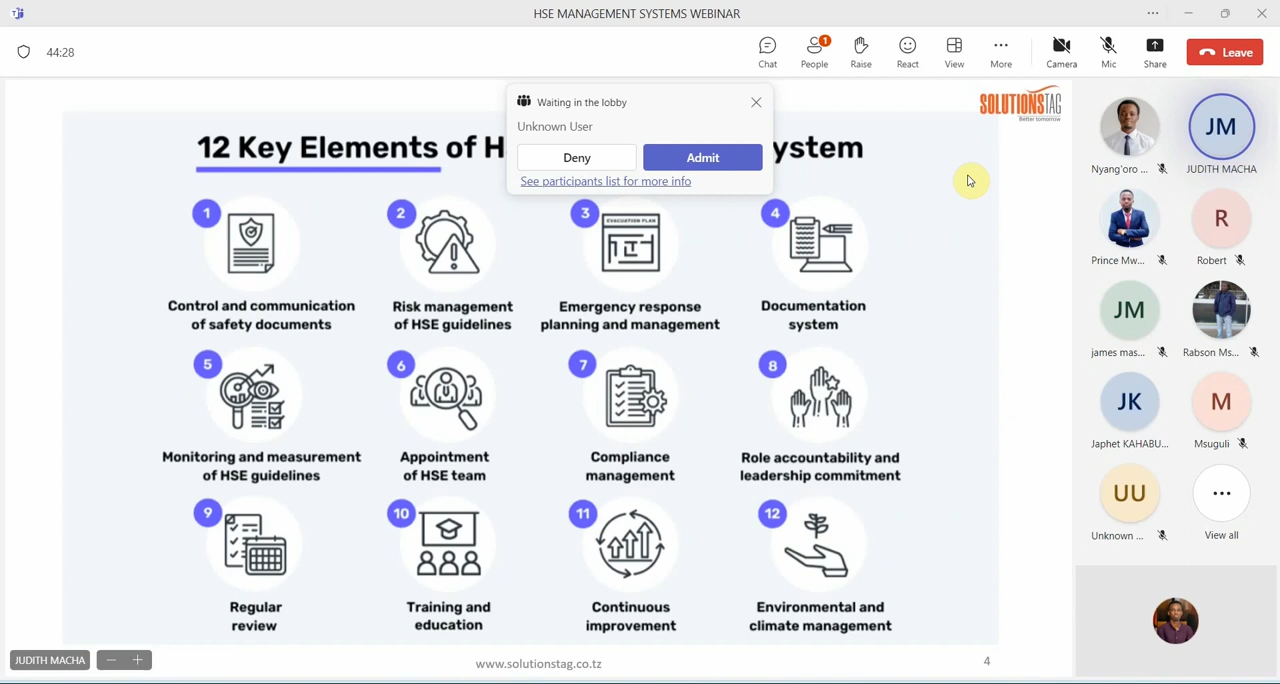 HSE MANAGEMENT SYSTEMS WEBINAR
44:28
Chat
People
1
Raise
React
View
More
Camera
Mic
Share
Leave
Waiting in the lobby
Unknown User
Deny
Admit
See participants list for more info
SOLUTIONSTAG
Better tomorrow
12 Key Elements of H
ystem
1
Control and communication
of safety documents
2
Risk management
of HSE guidelines
3
EVACUATION PLAN
Emergency response
planning and management
4
Documentation
system
5
Monitoring and measurement
of HSE guidelines
6
Appointment
of HSE team
7
Compliance
management
8
Role accountability and
leadership commitment
9
Regular
review
10
Training and
education
11
Continuous
improvement
12
Environmental and
climate management
JUDITH MACHA
www.solutionstag.co.tz
4
Nyang'oro ...
JM
JUDITH MACHA
Prince Mw...
R
Robert
JM
james mas...
Rabson Ms...
JK
Japhet KAHABU...
M
Msuguli
UU
Unknown ...
View all